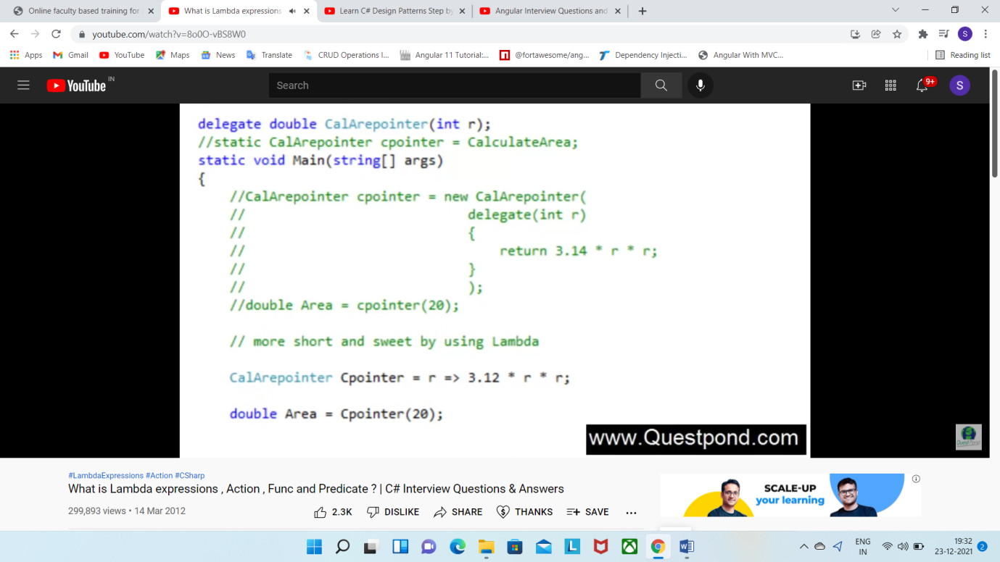 Online faculty based training for
What is Lambda expressions
Learn C# Design Patterns Step by
Angular Interview Questions and
youtube.com/watch?v=8o0O-vBS8W0
S
Apps Gmail YouTube Maps News Translate CRUD Operations I... Angular 11 Tutorial:... @fortawesome/ang... Dependency Injecti... Angular With MVC... Reading list
YouTube IN
Search
9+
S
delegate double CalArepointer(int r);
//static CalArepointer cpointer = CalculateArea;
static void Main(string[] args)
{
//CalArepointer cpointer = new CalArepointer(
// delegate(int r)
// {
// return 3.14 * r * r;
// }
// );
//double Area = cpointer(20);
// more short and sweet by using Lambda
CalArepointer Cpointer = r => 3.12 * r * r;
double Area = Cpointer(20);
www.Questpond.com
#LambdaExpressions #Action #CSharp
What is Lambda expressions , Action , Func and Predicate ? | C# Interview Questions & Answers
299,893 views • 14 Mar 2012
2.3K DISLIKE SHARE THANKS SAVE ...
SCALE-UP
your learning
ENG
IN
19:32
23-12-2021
2